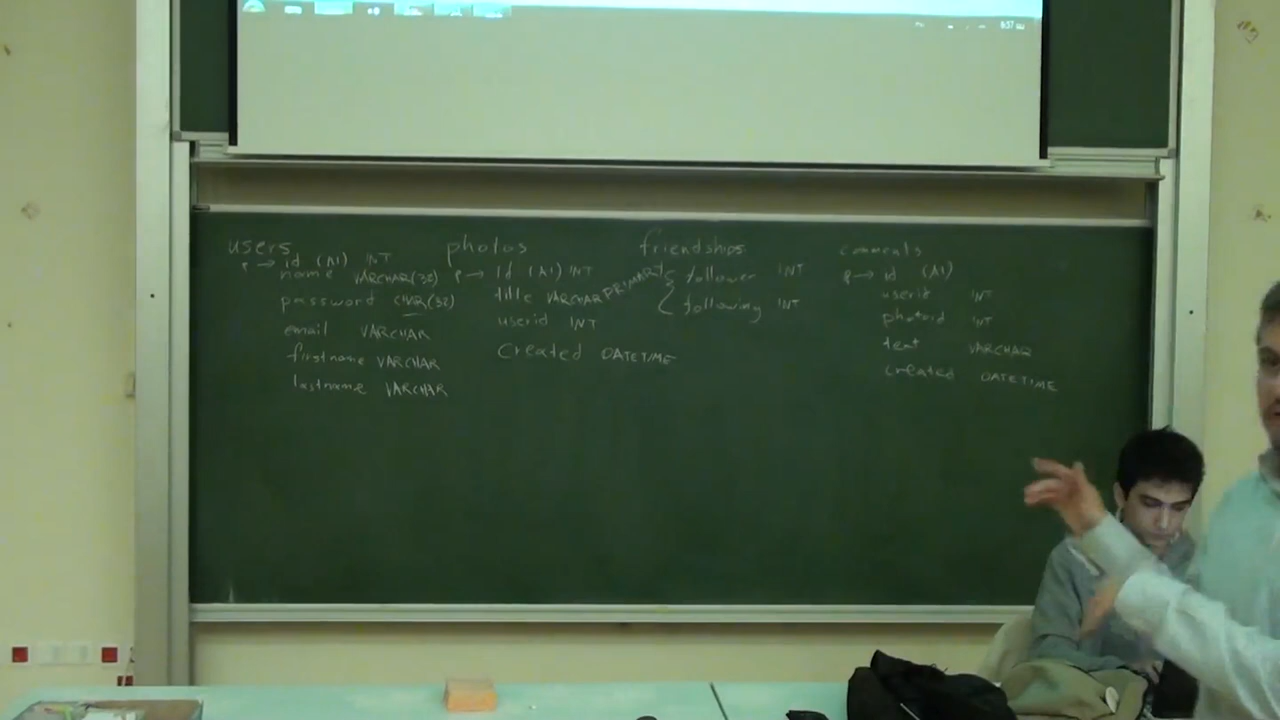 users
P → id (AI) INT
name VARCHAR(32)
password CHAR(32)
email VARCHAR
firstname VARCHAR
lastname VARCHAR
photos
P → id (AI) INT
title VARCHAR
userid INT
created DATETIME
friendships
PRIMARY { follower INT
following INT
comments
P → id (AI)
userid INT
photoid INT
text VARCHAR
created DATETIME